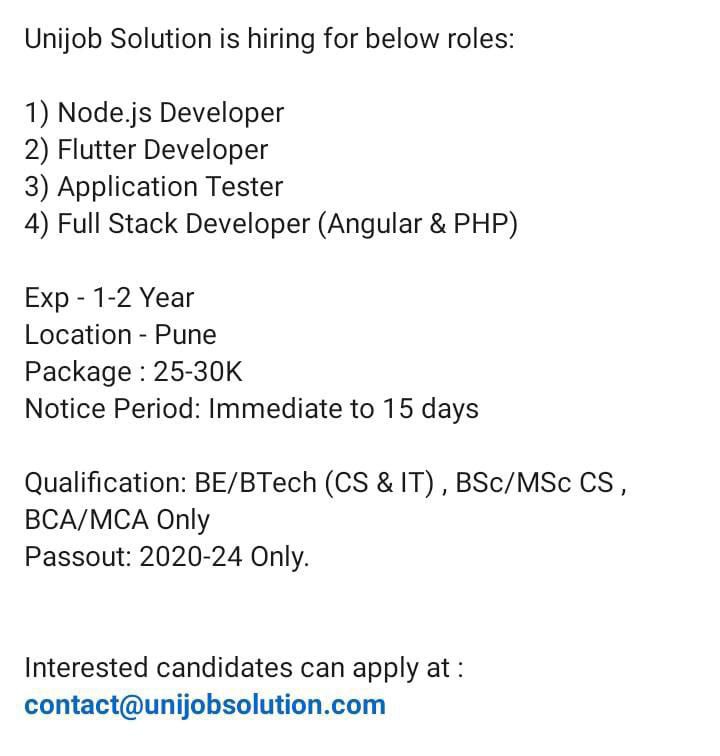 Unijob Solution is hiring for below roles:
1) Node.js Developer
2) Flutter Developer
3) Application Tester
4) Full Stack Developer (Angular & PHP)
Exp - 1-2 Year
Location - Pune
Package : 25-30K
Notice Period: Immediate to 15 days
Qualification: BE/BTech (CS & IT) , BSc/MSc CS ,
BCA/MCA Only
Passout: 2020-24 Only.
Interested candidates can apply at :
contact@unijobsolution.com